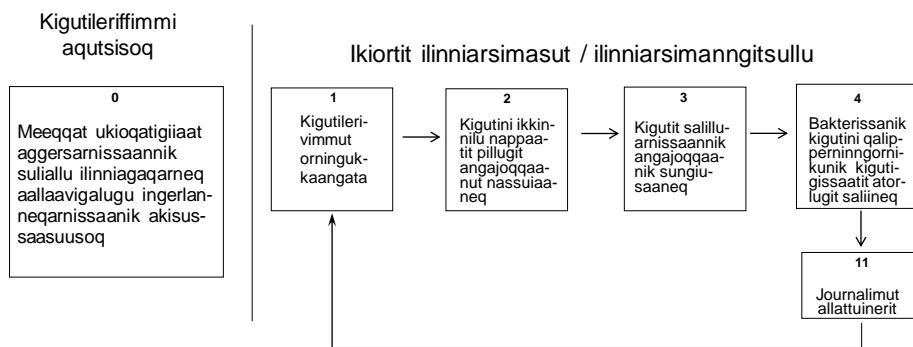 Kigutileriffimmi
aqutsisoq
Ikiortit ilinniarsimasut / ilinniarsimanngitsullu
0
Meeqqat ukioqatigiiaat
aggersarnissaannik
suliallu ilinniagaqarneq
aallaavigalugu ingerlan-
neqarnissaanik akisus-
saasuusoq
1
Kigutileri-
vimmut
orninguk-
kaangata
2
Kigutini ikkin-
nilu nappaa-
tit pillugit
angajoqqaa-
nut nassuiaa-
neq
3
Kigutit salillu-
arnissaannik
angajoqqaa-
nik sungiu-
saaneq
4
Bakterissanik
kigutini qalip-
perninngorni-
kunik kiguti-
gissaatit ator-
lugit saliineq
11
Journalimut
allattuinerit